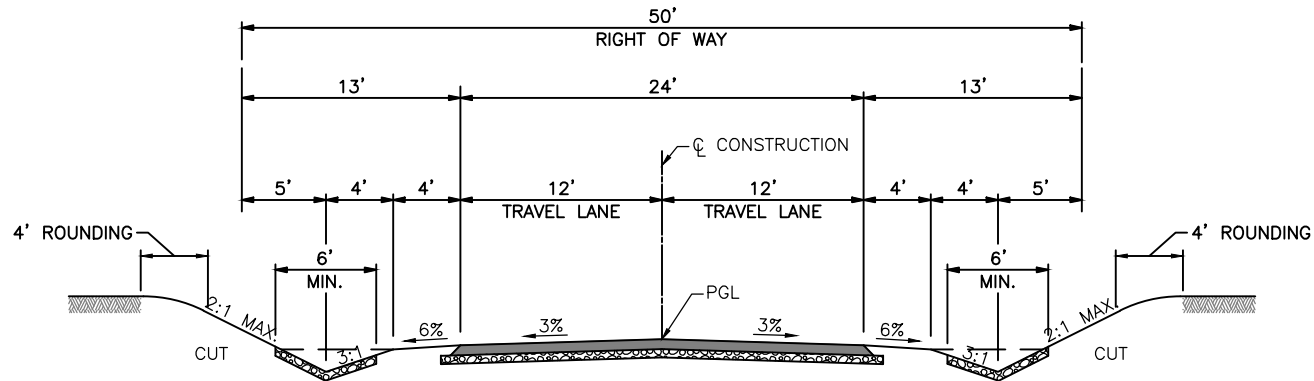 50'
RIGHT OF WAY
13' 24' 13'
℄ CONSTRUCTION
5' 4' 4' 12' 12' 4' 4' 5'
TRAVEL LANE TRAVEL LANE
4' ROUNDING 4' ROUNDING
6' 6'
MIN. MIN.
PGL
2:1 MAX. 6% 3% 3% 6% 2:1 MAX.
CUT 3:1 3:1 CUT